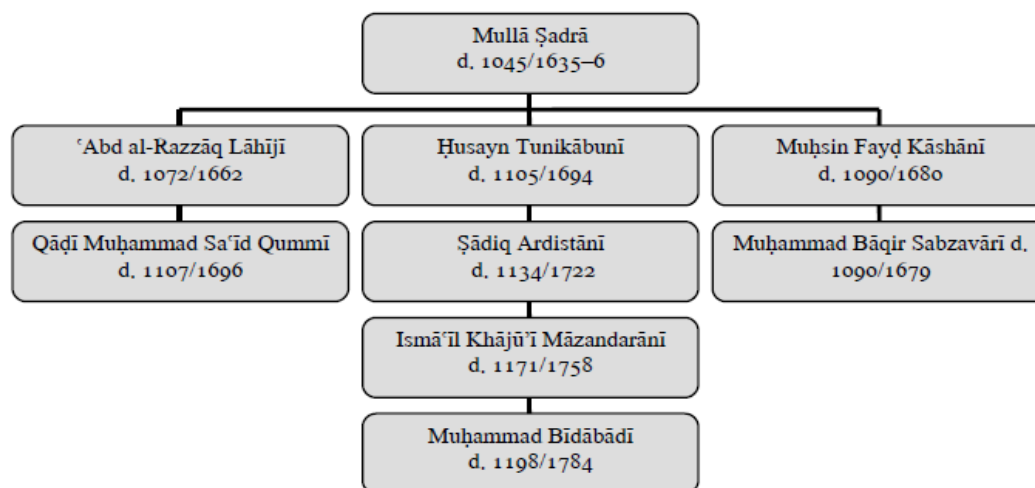 Mullā Ṣadrā
d. 1045/1635–6
ʿAbd al-Razzāq Lāhījī
d. 1072/1662
Ḥusayn Tunikābunī
d. 1105/1694
Muḥsin Fayḍ Kāshānī
d. 1090/1680
Qāḍī Muḥammad Saʿīd Qummī
d. 1107/1696
Ṣādiq Ardistānī
d. 1134/1722
Muḥammad Bāqir Sabzavārī d.
1090/1679
Ismāʿīl Khājū’ī Māzandarānī
d. 1171/1758
Muḥammad Bīdābādī
d. 1198/1784